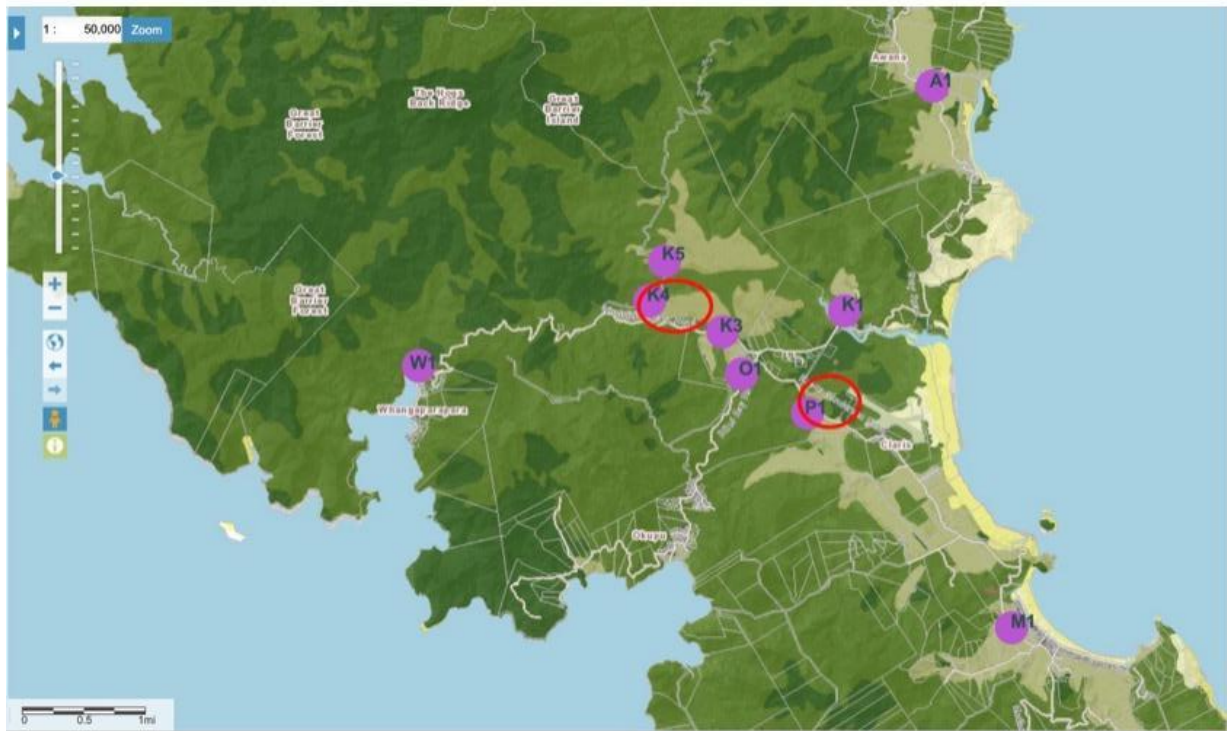 1 : 50,000 Zoom
Awana
A1
The Hogs
Back Ridge
Great
Barrier
Forest
Great
Barrier
Island
K5
Great
Barrier
Forest
K4
K1
K3
W1
O1
Whangaparapara
P1
Claris
Okupu
M1
0 0.5 1mi